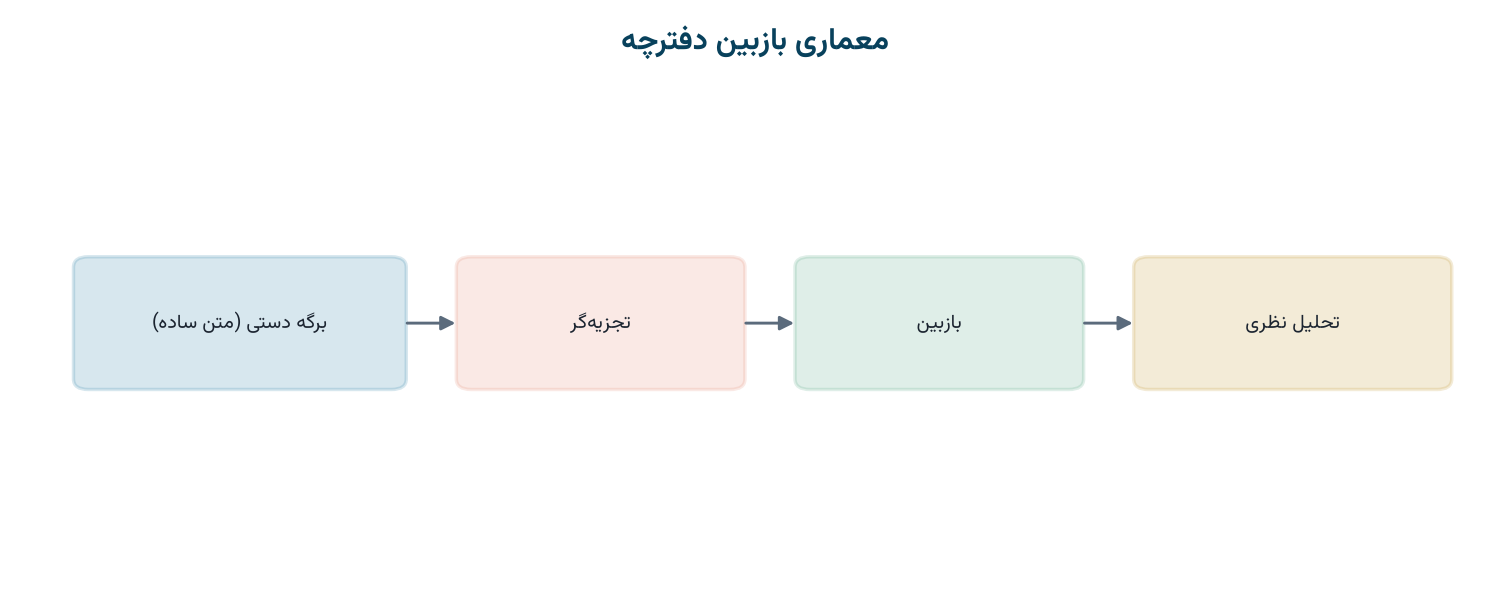 معماری بازبین دفترچه
برگه دستی (متن ساده)
تجزیه‌گر
بازبین
تحلیل نظری